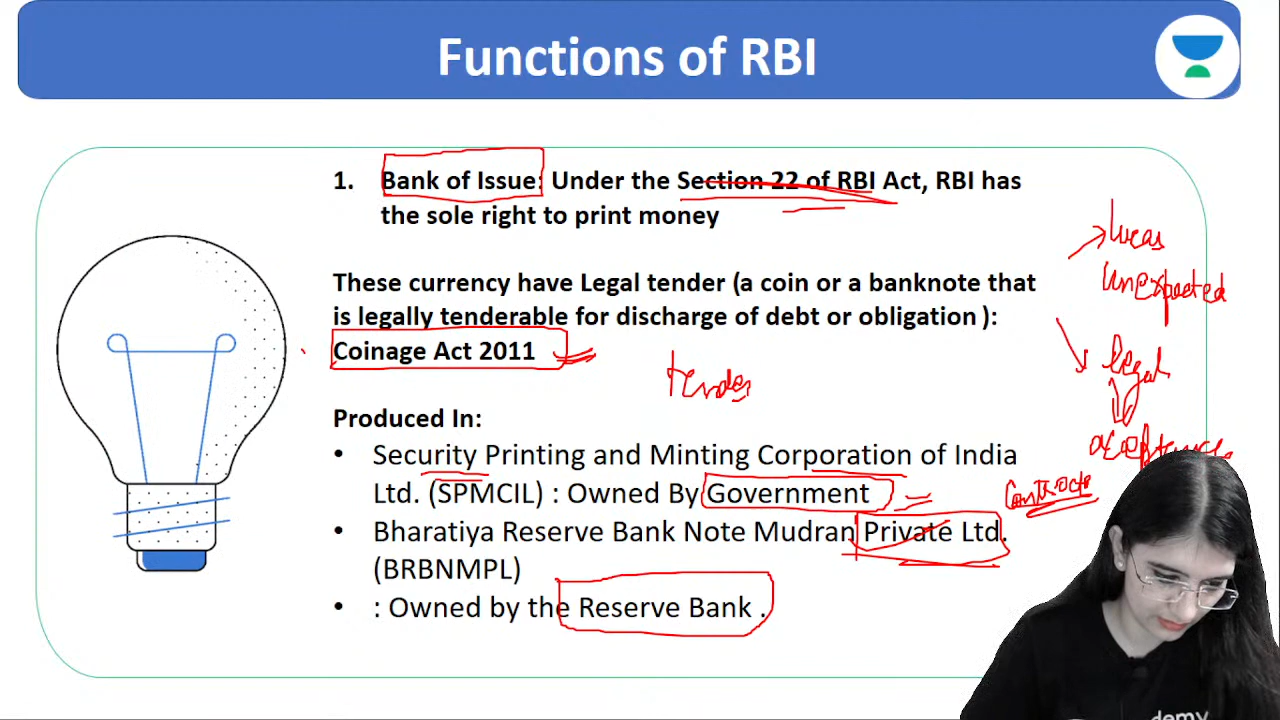 Functions of RBI
1. Bank of Issue: Under the Section 22 of RBI Act, RBI has
the sole right to print money
These currency have Legal tender (a coin or a banknote that
is legally tenderable for discharge of debt or obligation ):
Coinage Act 2011
Produced In:
• Security Printing and Minting Corporation of India
Ltd. (SPMCIL) : Owned By Government
• Bharatiya Reserve Bank Note Mudran Private Ltd.
(BRBNMPL)
• : Owned by the Reserve Bank .
tender
Unexpected
legal
Contracts
demy